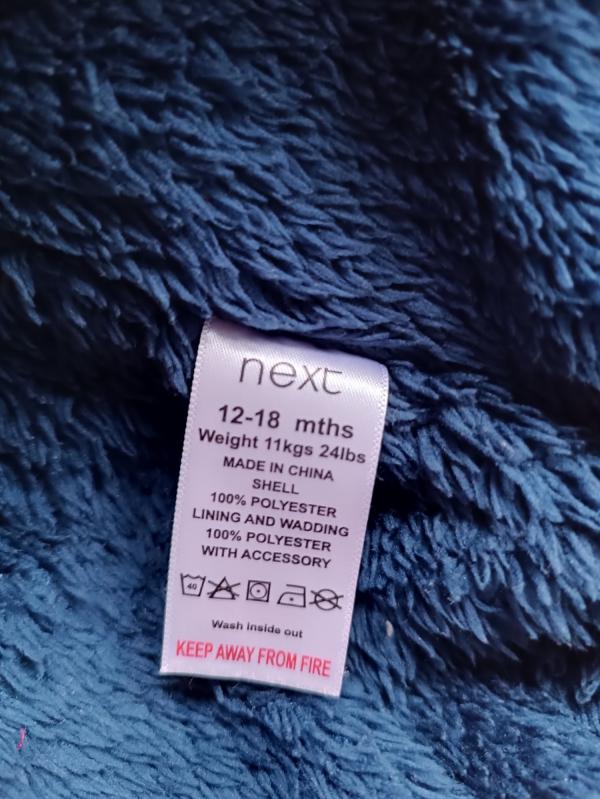 next
12-18 mths
Weight 11kgs 24lbs
MADE IN CHINA
SHELL
100% POLYESTER
LINING AND WADDING
100% POLYESTER
WITH ACCESSORY
40
Wash inside out
KEEP AWAY FROM FIRE